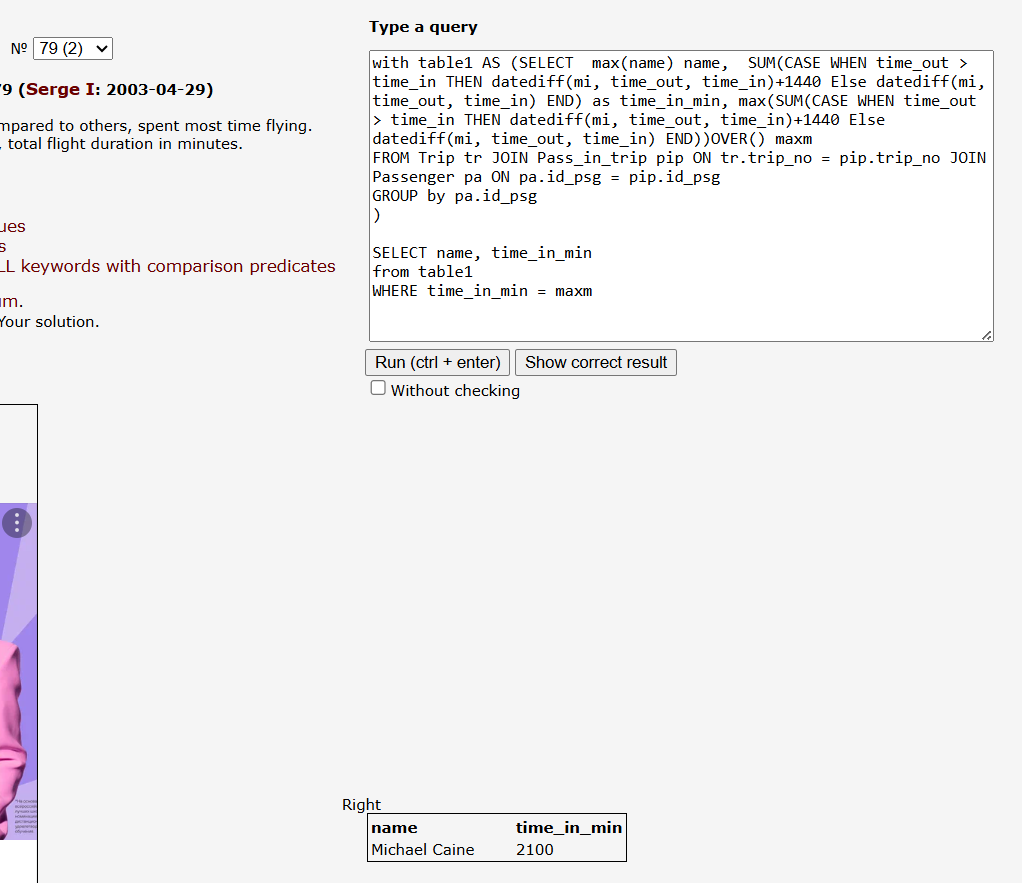 Nº 79 (2)
79 (Serge I: 2003-04-29)
mpared to others, spent most time flying.
, total flight duration in minutes.
ues
s
LL keywords with comparison predicates
um.
Your solution.
Type a query
with table1 AS (SELECT  max(name) name,  SUM(CASE WHEN time_out >
time_in THEN datediff(mi, time_out, time_in)+1440 Else datediff(mi,
time_out, time_in) END) as time_in_min, max(SUM(CASE WHEN time_out
> time_in THEN datediff(mi, time_out, time_in)+1440 Else
datediff(mi, time_out, time_in) END))OVER() maxm
FROM Trip tr JOIN Pass_in_trip pip ON tr.trip_no = pip.trip_no JOIN
Passenger pa ON pa.id_psg = pip.id_psg
GROUP by pa.id_psg
)
SELECT name, time_in_min
from table1
WHERE time_in_min = maxm
Run (ctrl + enter) Show correct result
Without checking
Right
name time_in_min
Michael Caine 2100